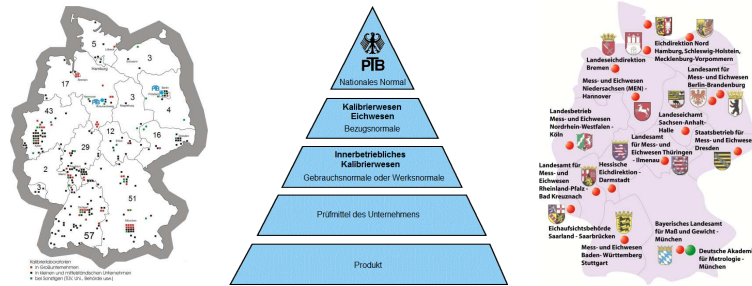 5
3
17
3
43
4
12
16
29
2
3
51
57
Kalibrierlaboratorien
in Großunternehmen
in kleinen und mittelständischen Unternehmen
bei Sonstigen (TÜV, Uni., Behörde usw.)
PTB
Nationales Normal
Kalibrierwesen
Eichwesen
Bezugsnormale
Innerbetriebliches
Kalibrierwesen
Gebrauchsnormale oder Werksnormale
Prüfmittel des Unternehmens
Produkt
Eichdirektion Nord
Hamburg, Schleswig-Holstein,
Mecklenburg-Vorpommern
Landeseichdirektion
Bremen
Landesamt für
Mess- und Eichwesen
Berlin-Brandenburg
Mess- und Eichwesen
Niedersachsen (MEN) -
Hannover
Landeseichamt
Sachsen-Anhalt-
Halle
Landesbetrieb
Mess- und Eichwesen
Nordrhein-Westfalen -
Köln
Staatsbetrieb für
Mess- und Eichwesen
Dresden
Landesamt
für Mess- und
Eichwesen Thüringen
- Ilmenau
Landesamt für
Mess- und
Eichwesen
Rheinland-Pfalz -
Bad Kreuznach
Hessische
Eichdirektion -
Darmstadt
Eichaufsichtsbehörde
Saarland - Saarbrücken
Mess- und Eichwesen
Baden- Württemberg
Stuttgart
Bayerisches Landesamt
für Maß und Gewicht -
München
Deutsche Akademi
für Metrologie -
München